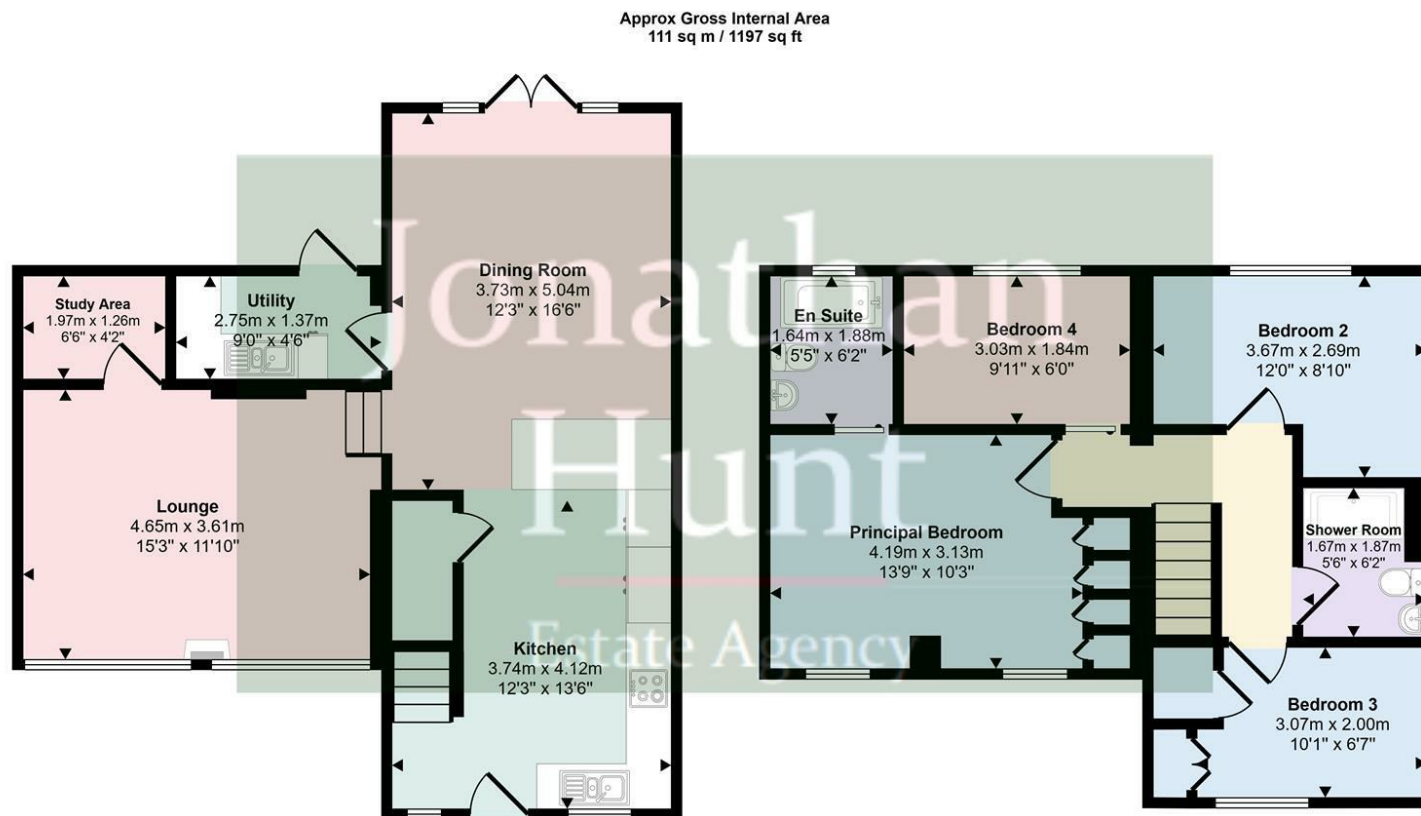 Approx Gross Internal Area
111 sq m / 1197 sq ft
Jonathan
Hunt
Estate Agency
Dining Room
3.73m x 5.04m
12'3" x 16'6"
Study Area
1.97m x 1.26m
6'6" x 4'2"
Utility
2.75m x 1.37m
9'0" x 4'6"
Lounge
4.65m x 3.61m
15'3" x 11'10"
Kitchen
3.74m x 4.12m
12'3" x 13'6"
En Suite
1.64m x 1.88m
5'5" x 6'2"
Bedroom 4
3.03m x 1.84m
9'11" x 6'0"
Bedroom 2
3.67m x 2.69m
12'0" x 8'10"
Principal Bedroom
4.19m x 3.13m
13'9" x 10'3"
Shower Room
1.67m x 1.87m
5'6" x 6'2"
Bedroom 3
3.07m x 2.00m
10'1" x 6'7"